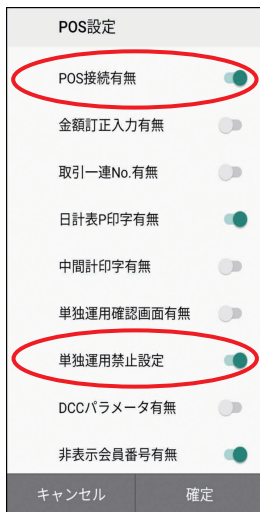 POS設定
POS接続有無
金額訂正入力有無
取引一連No.有無
日計表P印字有無
中間計印字有無
単独運用確認画面有無
単独運用禁止設定
DCCパラメータ有無
非表示会員番号有無
キャンセル 確定